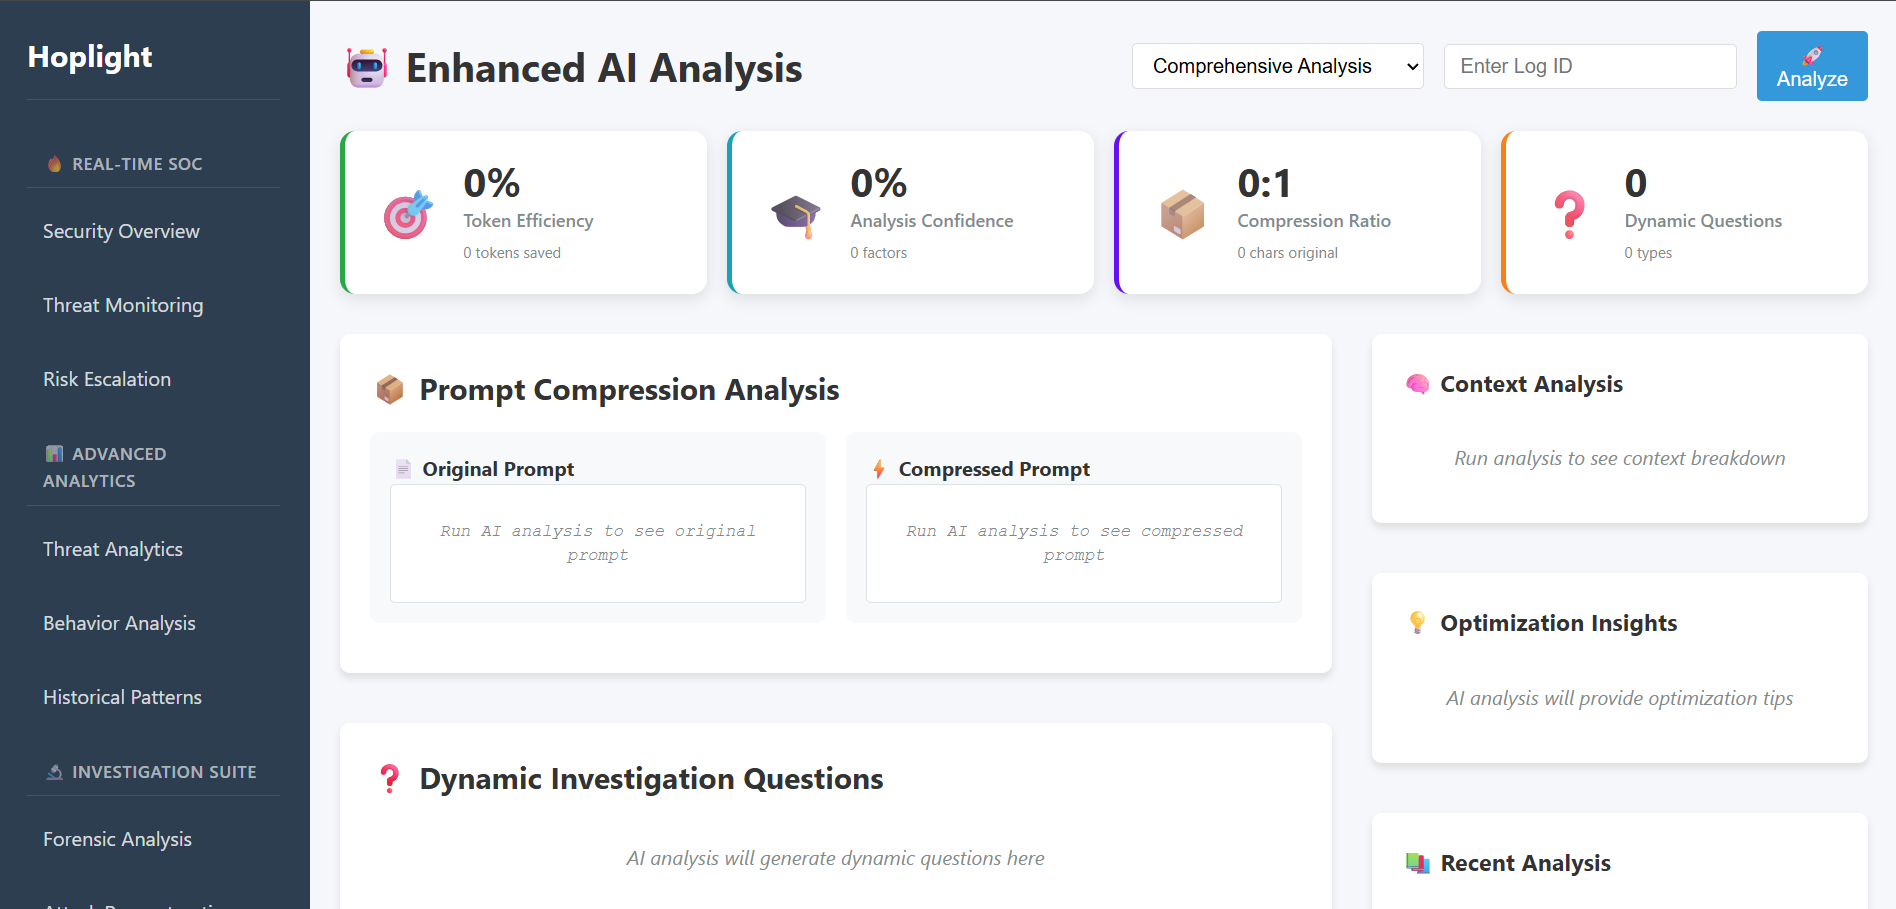 Hoplight
REAL-TIME SOC
Security Overview
Threat Monitoring
Risk Escalation
ADVANCED
ANALYTICS
Threat Analytics
Behavior Analysis
Historical Patterns
INVESTIGATION SUITE
Forensic Analysis
Enhanced AI Analysis
Comprehensive Analysis
Enter Log ID
Analyze
0%
Token Efficiency
0 tokens saved
0%
Analysis Confidence
0 factors
0:1
Compression Ratio
0 chars original
0
Dynamic Questions
0 types
Prompt Compression Analysis
Original Prompt
Run AI analysis to see original
prompt
Compressed Prompt
Run AI analysis to see compressed
prompt
Dynamic Investigation Questions
AI analysis will generate dynamic questions here
Context Analysis
Run analysis to see context breakdown
Optimization Insights
AI analysis will provide optimization tips
Recent Analysis